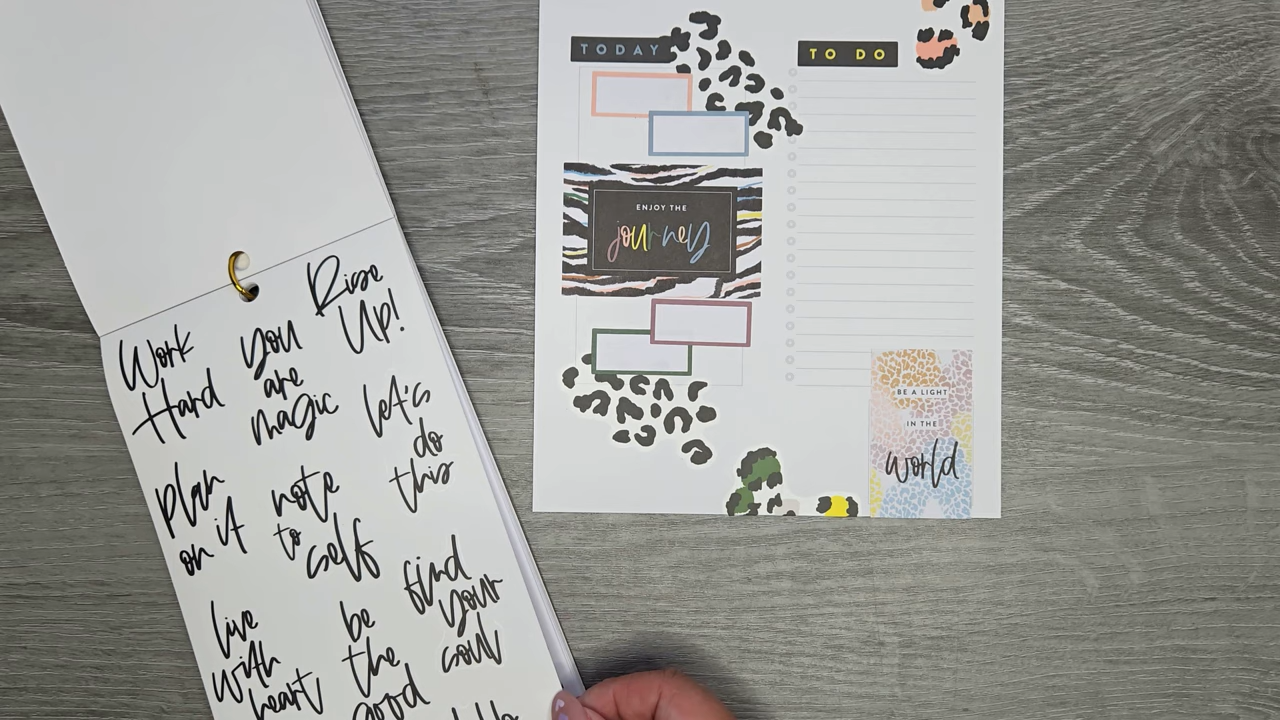 Rise
Up!
Work
Hard
you
are
magic
let's
do
this
plan
on it
note
to
self
find
your
soul
live
with
heart
be
the
good
TODAY
ENJOY THE
journey
TO DO
BE A LIGHT
IN THE
world